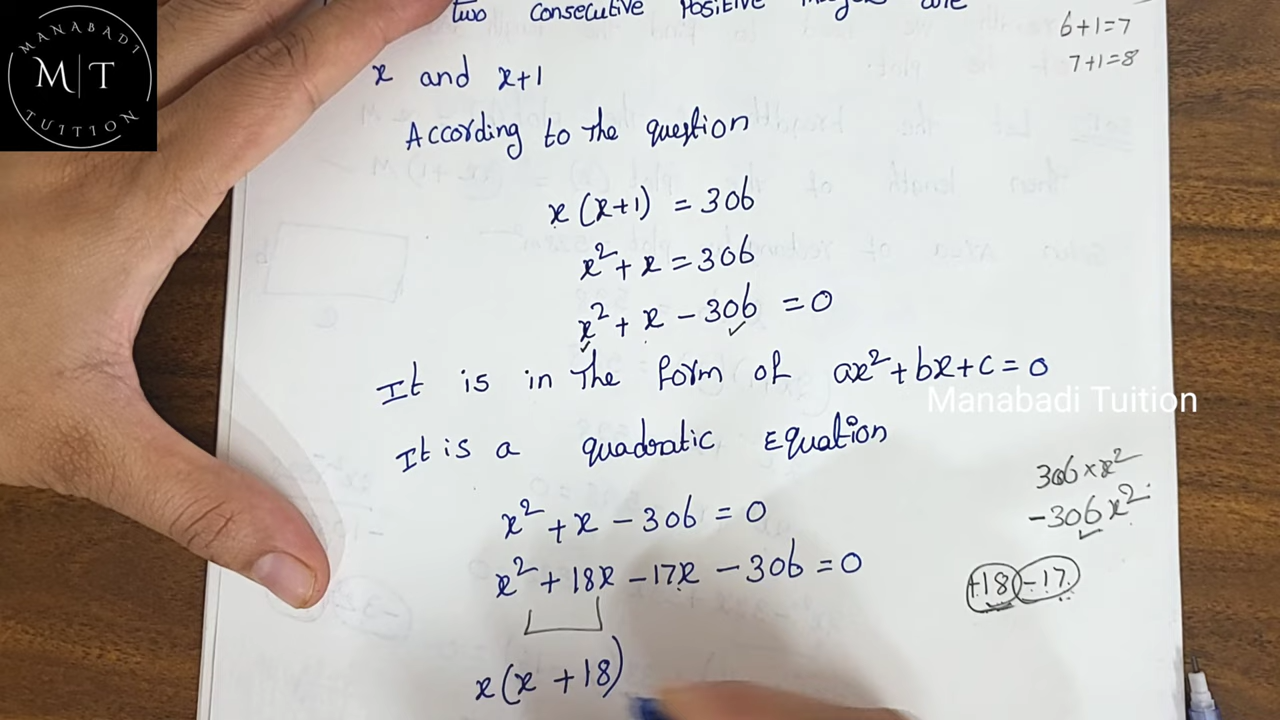 MANABADI
M|T
TUITION
two consecutive Positive
6+1=7
7+1=8
x and x+1
According to the question
x(x+1) = 306
x²+x=306
x²+x-306=0
It is in the form of ax²+bx+c=0
Manabadi Tuition
It is a quadratic Equation
306×x²
-306x²
x²+x-306=0
x²+18x-17x-306=0
+18 -17
x(x+18)